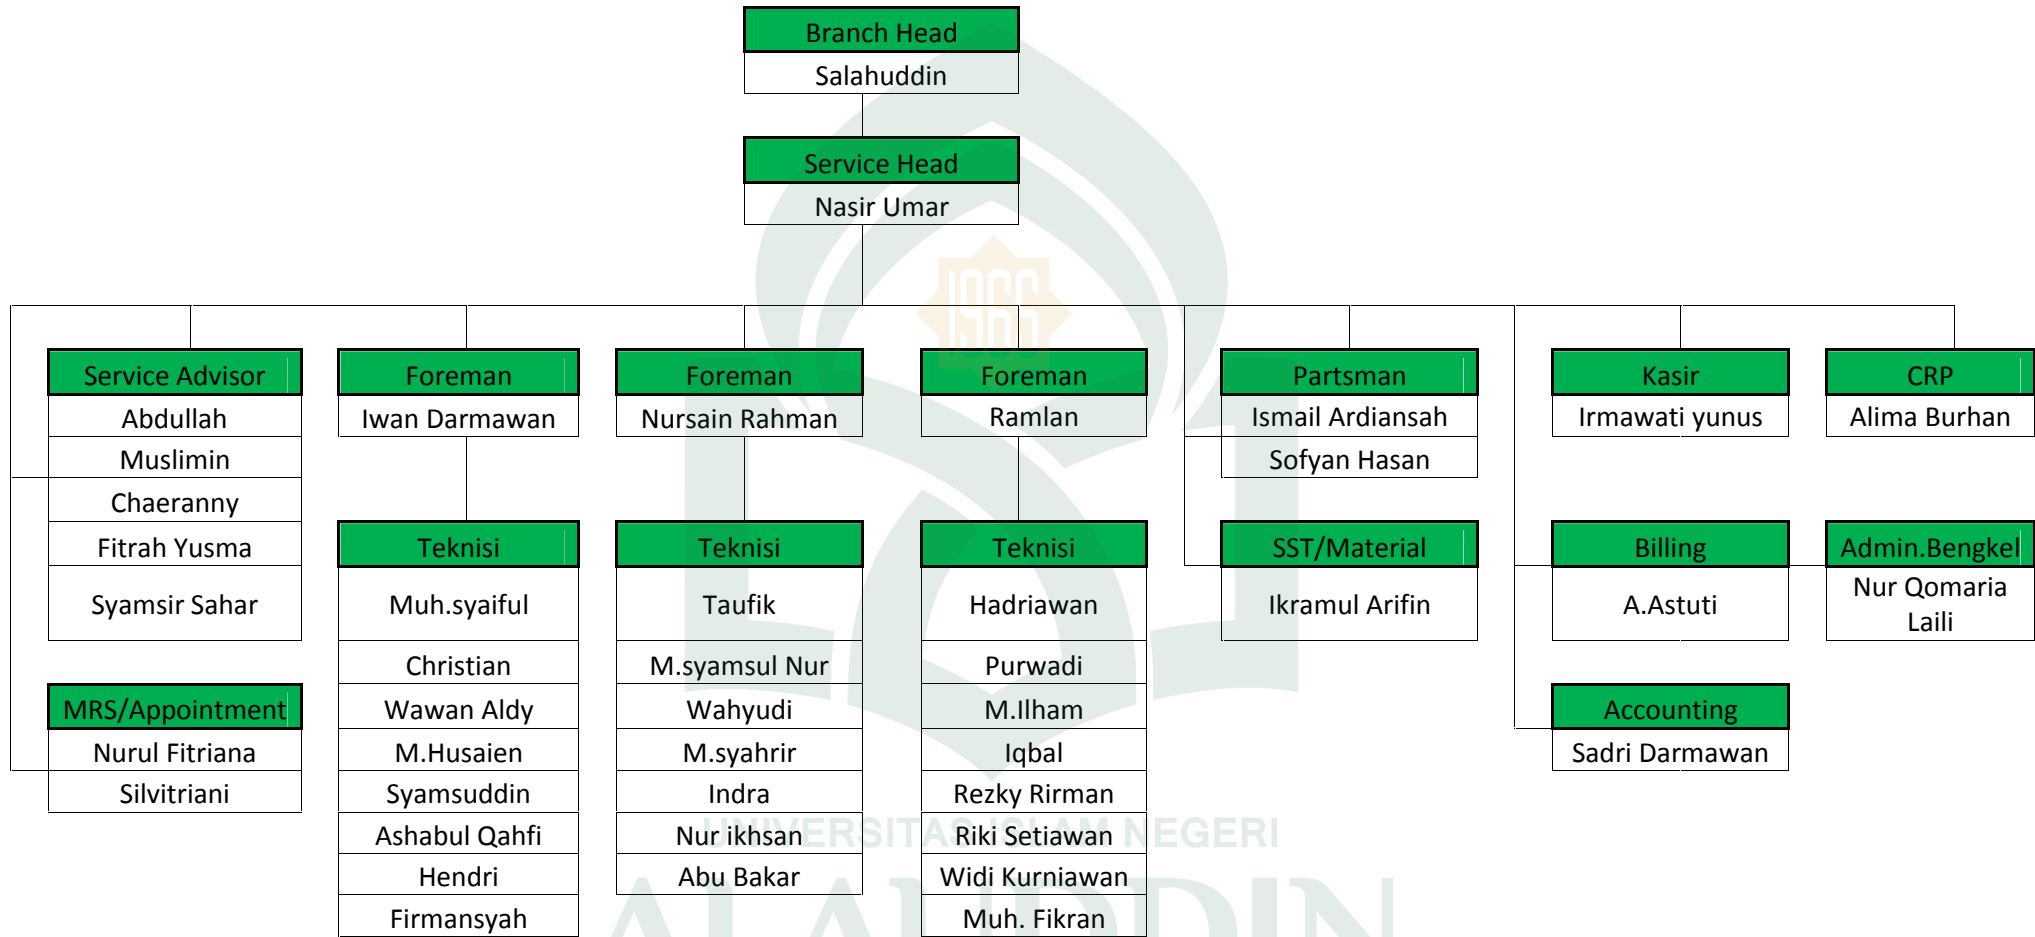 Branch Head
Salahuddin
Service Head
Nasir Umar
Service Advisor
Abdullah
Muslimin
Chaeranny
Fitrah Yusma
Syamsir Sahar
MRS/Appointment
Nurul Fitriana
Silvitriani
Foreman
Iwan Darmawan
Teknisi
Muh.syaiful
Christian
Wawan Aldy
M.Husaien
Syamsuddin
Ashabul Qahfi
Hendri
Firmansyah
Foreman
Nursain Rahman
Teknisi
Taufik
M.syamsul Nur
Wahyudi
M.syahrir
Indra
Nur ikhsan
Abu Bakar
Foreman
Ramlan
Teknisi
Hadriawan
Purwadi
M.Ilham
Iqbal
Rezky Rirman
Riki Setiawan
Widi Kurniawan
Muh. Fikran
Partsman
Ismail Ardiansah
Sofyan Hasan
SST/Material
Ikramul Arifin
Kasir
Irmawati yunus
Billing
A.Astuti
Accounting
Sadri Darmawan
CRP
Alima Burhan
Admin.Bengkel
Nur Qomaria
Laili
1966
UNIVERSITAS ISLAM NEGERI
ALAUDDIN